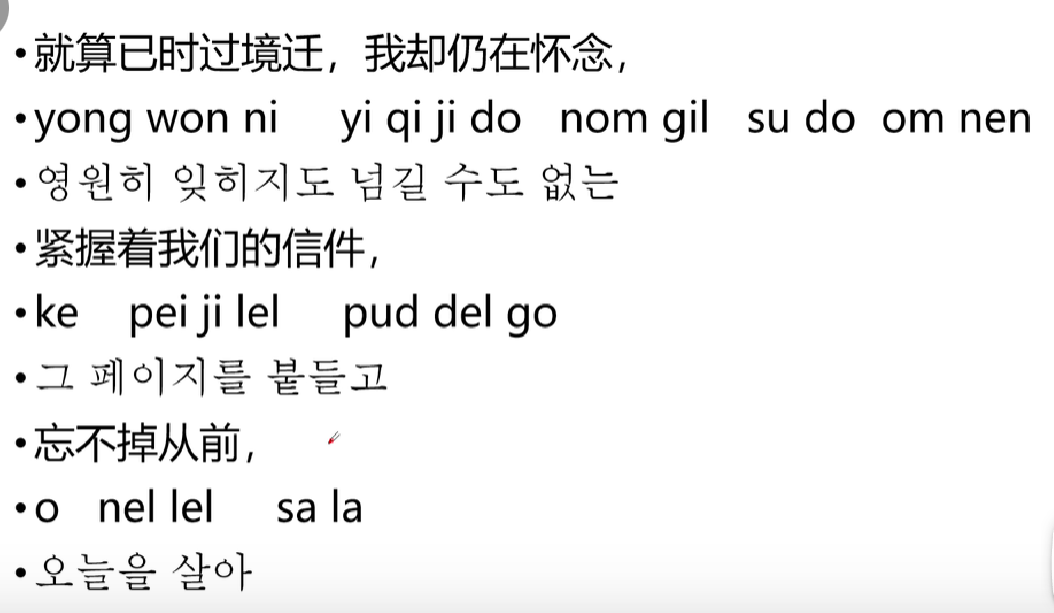 •就算已时过境迁，我却仍在怀念，
•yong won ni yi qi ji do nom gil su do om nen
•영원히 잊히지도 넘길 수도 없는
•紧握着我们的信件，
•ke pei ji lel pud del go
•그 페이지를 붙들고
•忘不掉从前，
•o nel lel sa la
•오늘을 살아